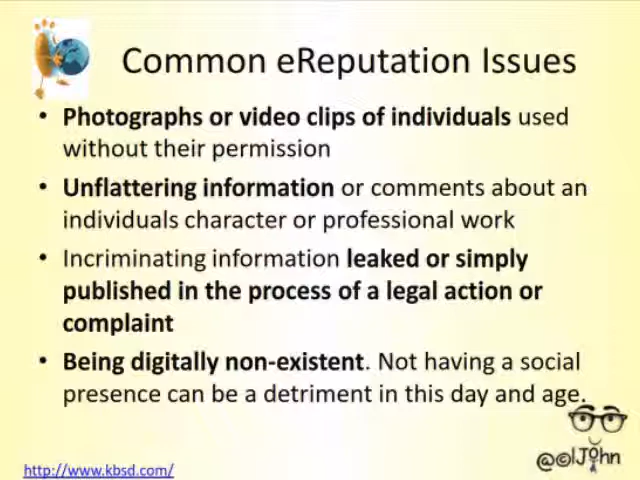 Common eReputation Issues
• Photographs or video clips of individuals used
without their permission
• Unflattering information or comments about an
individuals character or professional work
• Incriminating information leaked or simply
published in the process of a legal action or
complaint
• Being digitally non-existent. Not having a social
presence can be a detriment in this day and age.
http://www.kbsd.com/
@©lJOhn